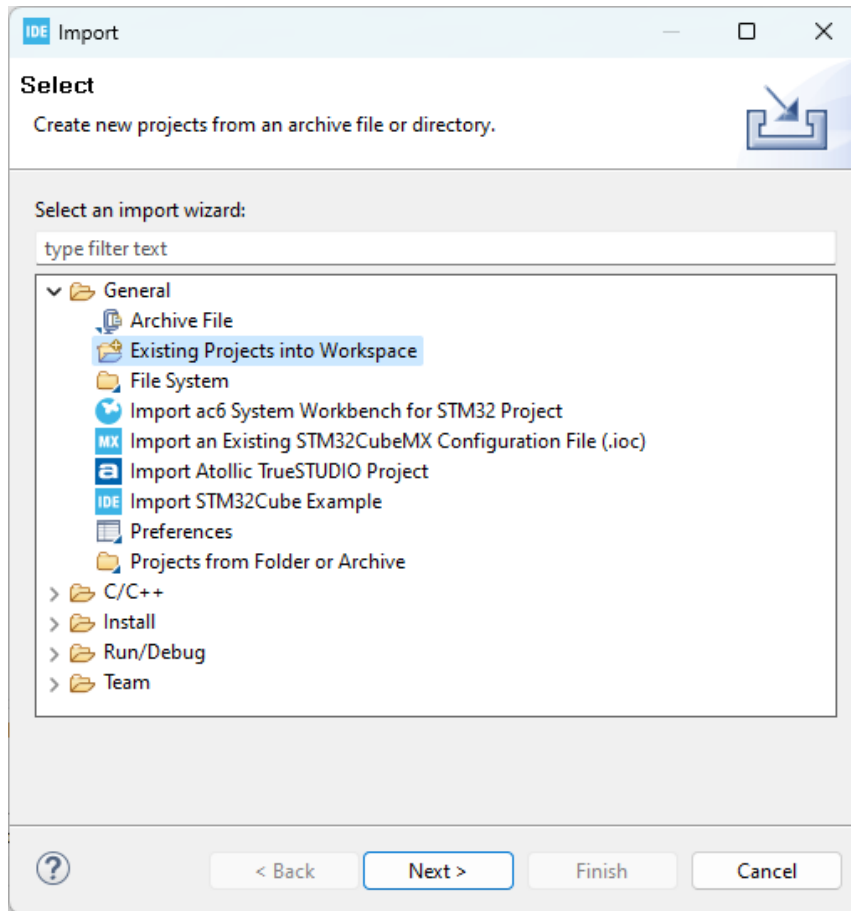 IDE Import
Select
Create new projects from an archive file or directory.
Select an import wizard:
type filter text
General
Archive File
Existing Projects into Workspace
File System
Import ac6 System Workbench for STM32 Project
MX Import an Existing STM32CubeMX Configuration File (.ioc)
a Import Atollic TrueSTUDIO Project
IDE Import STM32Cube Example
Preferences
Projects from Folder or Archive
C/C++
Install
Run/Debug
Team
? < Back Next > Finish Cancel